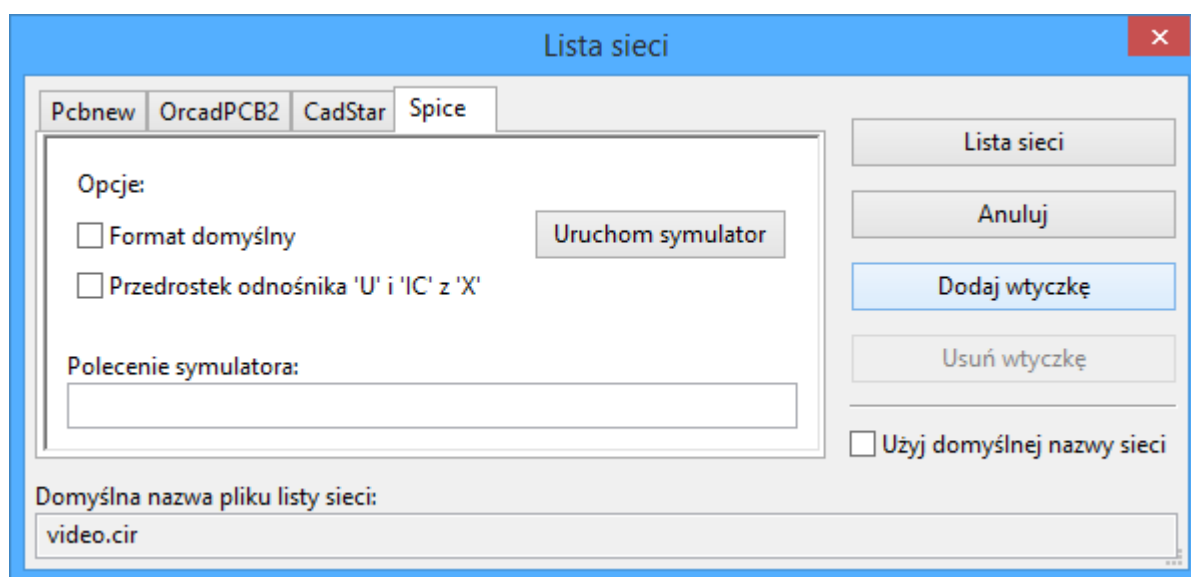 Lista sieci
Pcbnew OrcadPCB2 CadStar Spice
Opcje:
Format domyślny
Uruchom symulator
Przedrostek odnośnika 'U' i 'IC' z 'X'
Polecenie symulatora:
Lista sieci
Anuluj
Dodaj wtyczkę
Usuń wtyczkę
Użyj domyślnej nazwy sieci
Domyślna nazwa pliku listy sieci:
video.cir